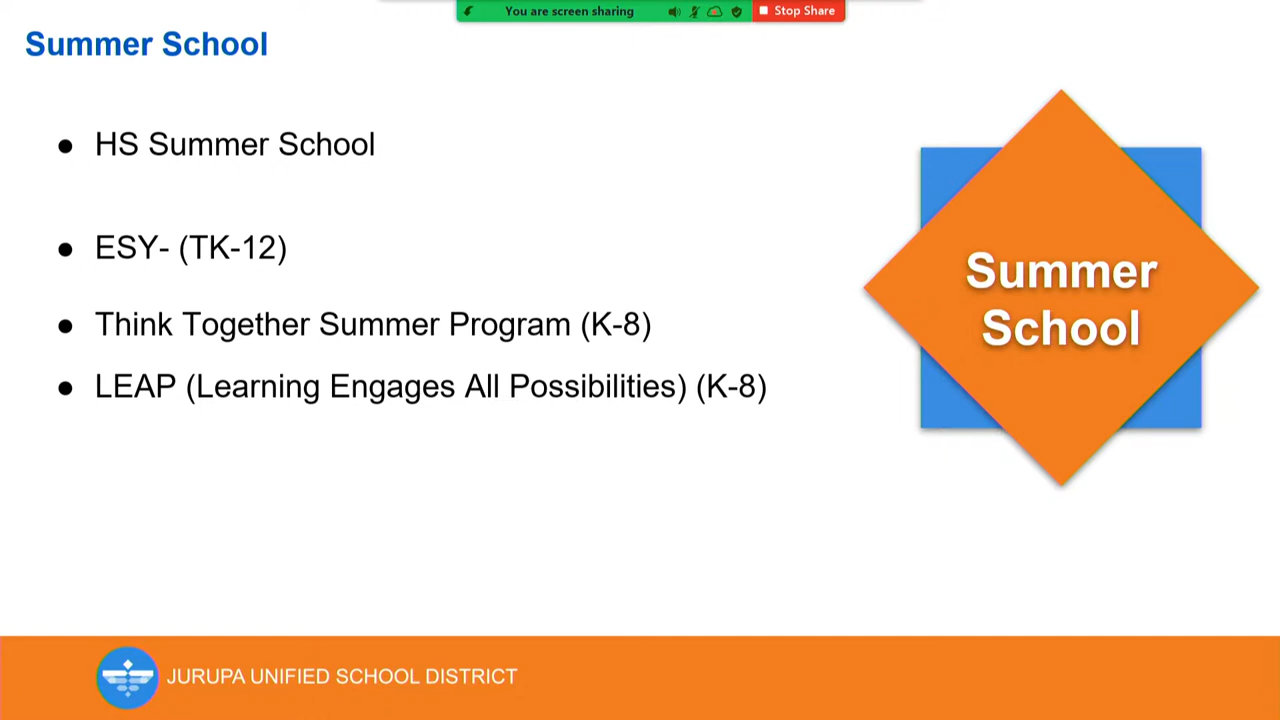 You are screen sharing
Stop Share
Summer School
● HS Summer School
● ESY- (TK-12)
● Think Together Summer Program (K-8)
● LEAP (Learning Engages All Possibilities) (K-8)
Summer
School
JURUPA UNIFIED SCHOOL DISTRICT